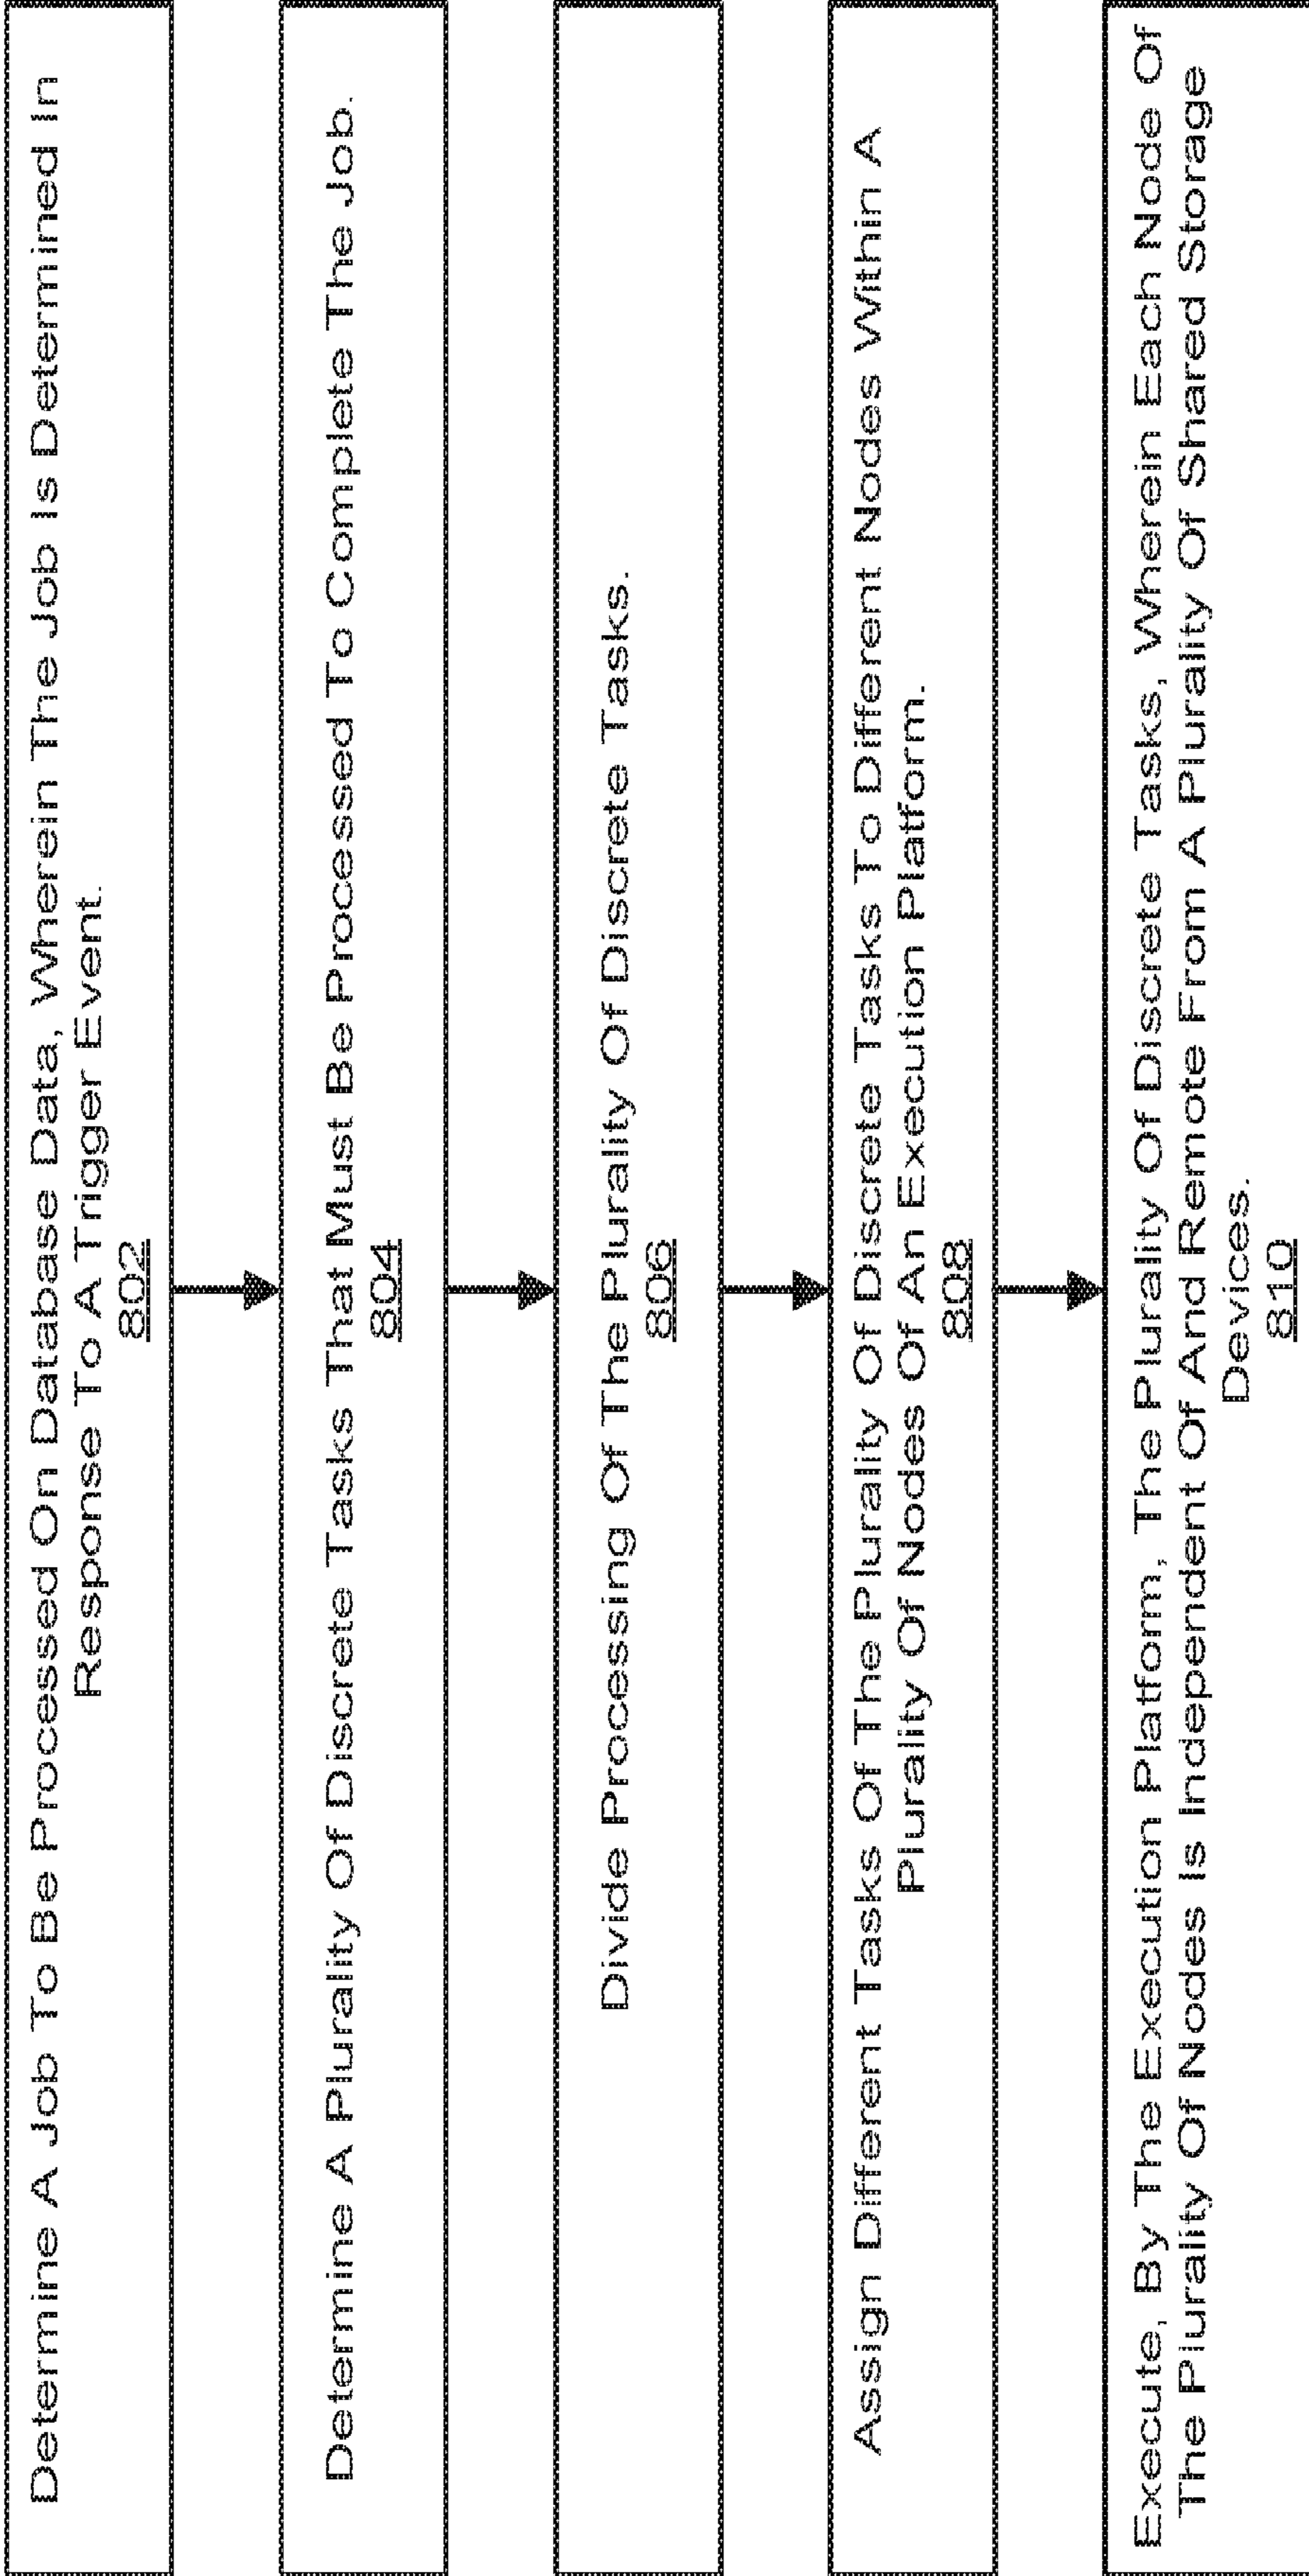 Determine A Job To Be Processed On Database Data, Wherein The Job Is Determined In
Response To A Trigger Event.
802
Determine A Plurality Of Discrete Tasks That Must Be Processed To Complete The Job.
804
Divide Processing Of The Plurality Of Discrete Tasks.
806
Assign Different Tasks Of The Plurality Of Discrete Tasks To Different Nodes Within A
Plurality Of Nodes Of An Execution Platform.
808
Execute, By The Execution Platform, The Plurality Of Discrete Tasks, Wherein Each Node Of
The Plurality Of Nodes Is Independent Of And Remote From A Plurality Of Shared Storage
Devices.
810